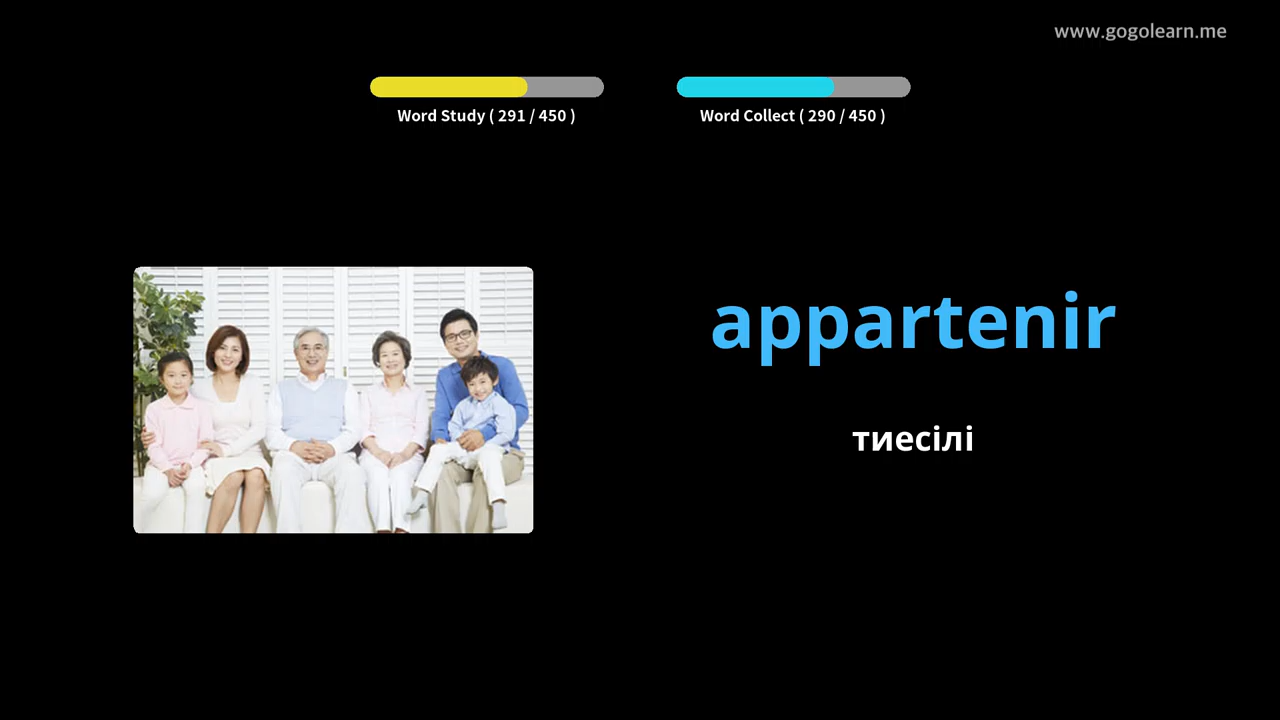 www.gogolearn.me
Word Study ( 291 / 450 )
Word Collect ( 290 / 450 )
appartenir
тиесілі